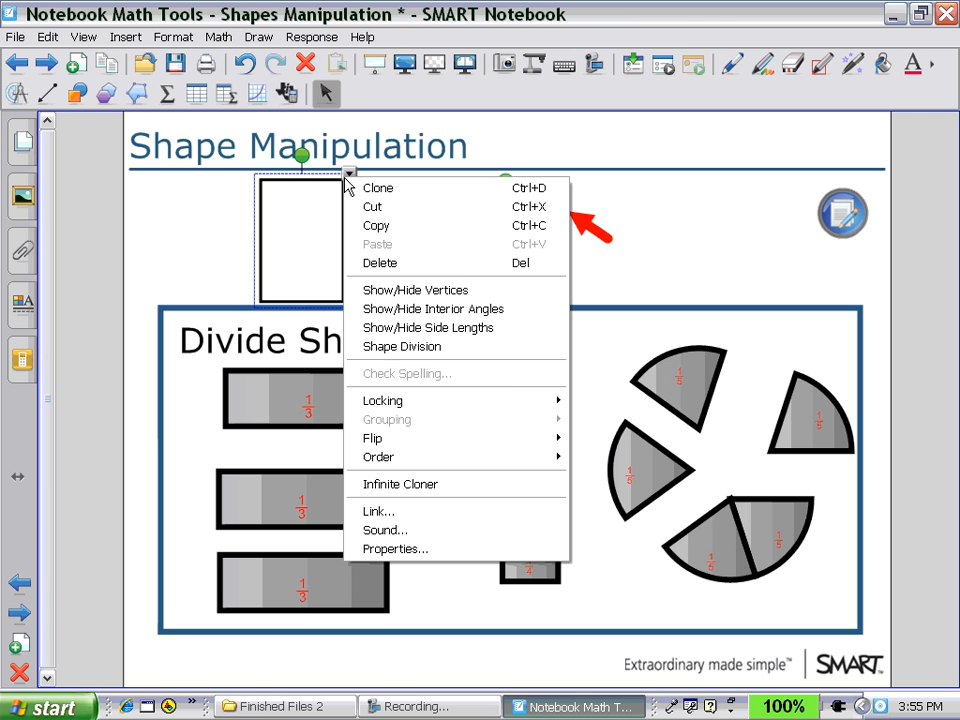 Notebook Math Tools - Shapes Manipulation * - SMART Notebook
File Edit View Insert Format Math Draw Response Help
Shape Manipulation
Clone Ctrl+D
Cut Ctrl+X
Copy Ctrl+C
Paste Ctrl+V
Delete Del
Show/Hide Vertices
Show/Hide Interior Angles
Show/Hide Side Lengths
Shape Division
Check Spelling...
Locking
Grouping
Flip
Order
Infinite Cloner
Link...
Sound...
Properties...
Divide Sh
1/3
1/3
1/3
1/4
1/5
1/5
1/5
1/5
1/5
Extraordinary made simple™ SMART
start Finished Files 2 Recording... Notebook Math T... 100% 3:55 PM